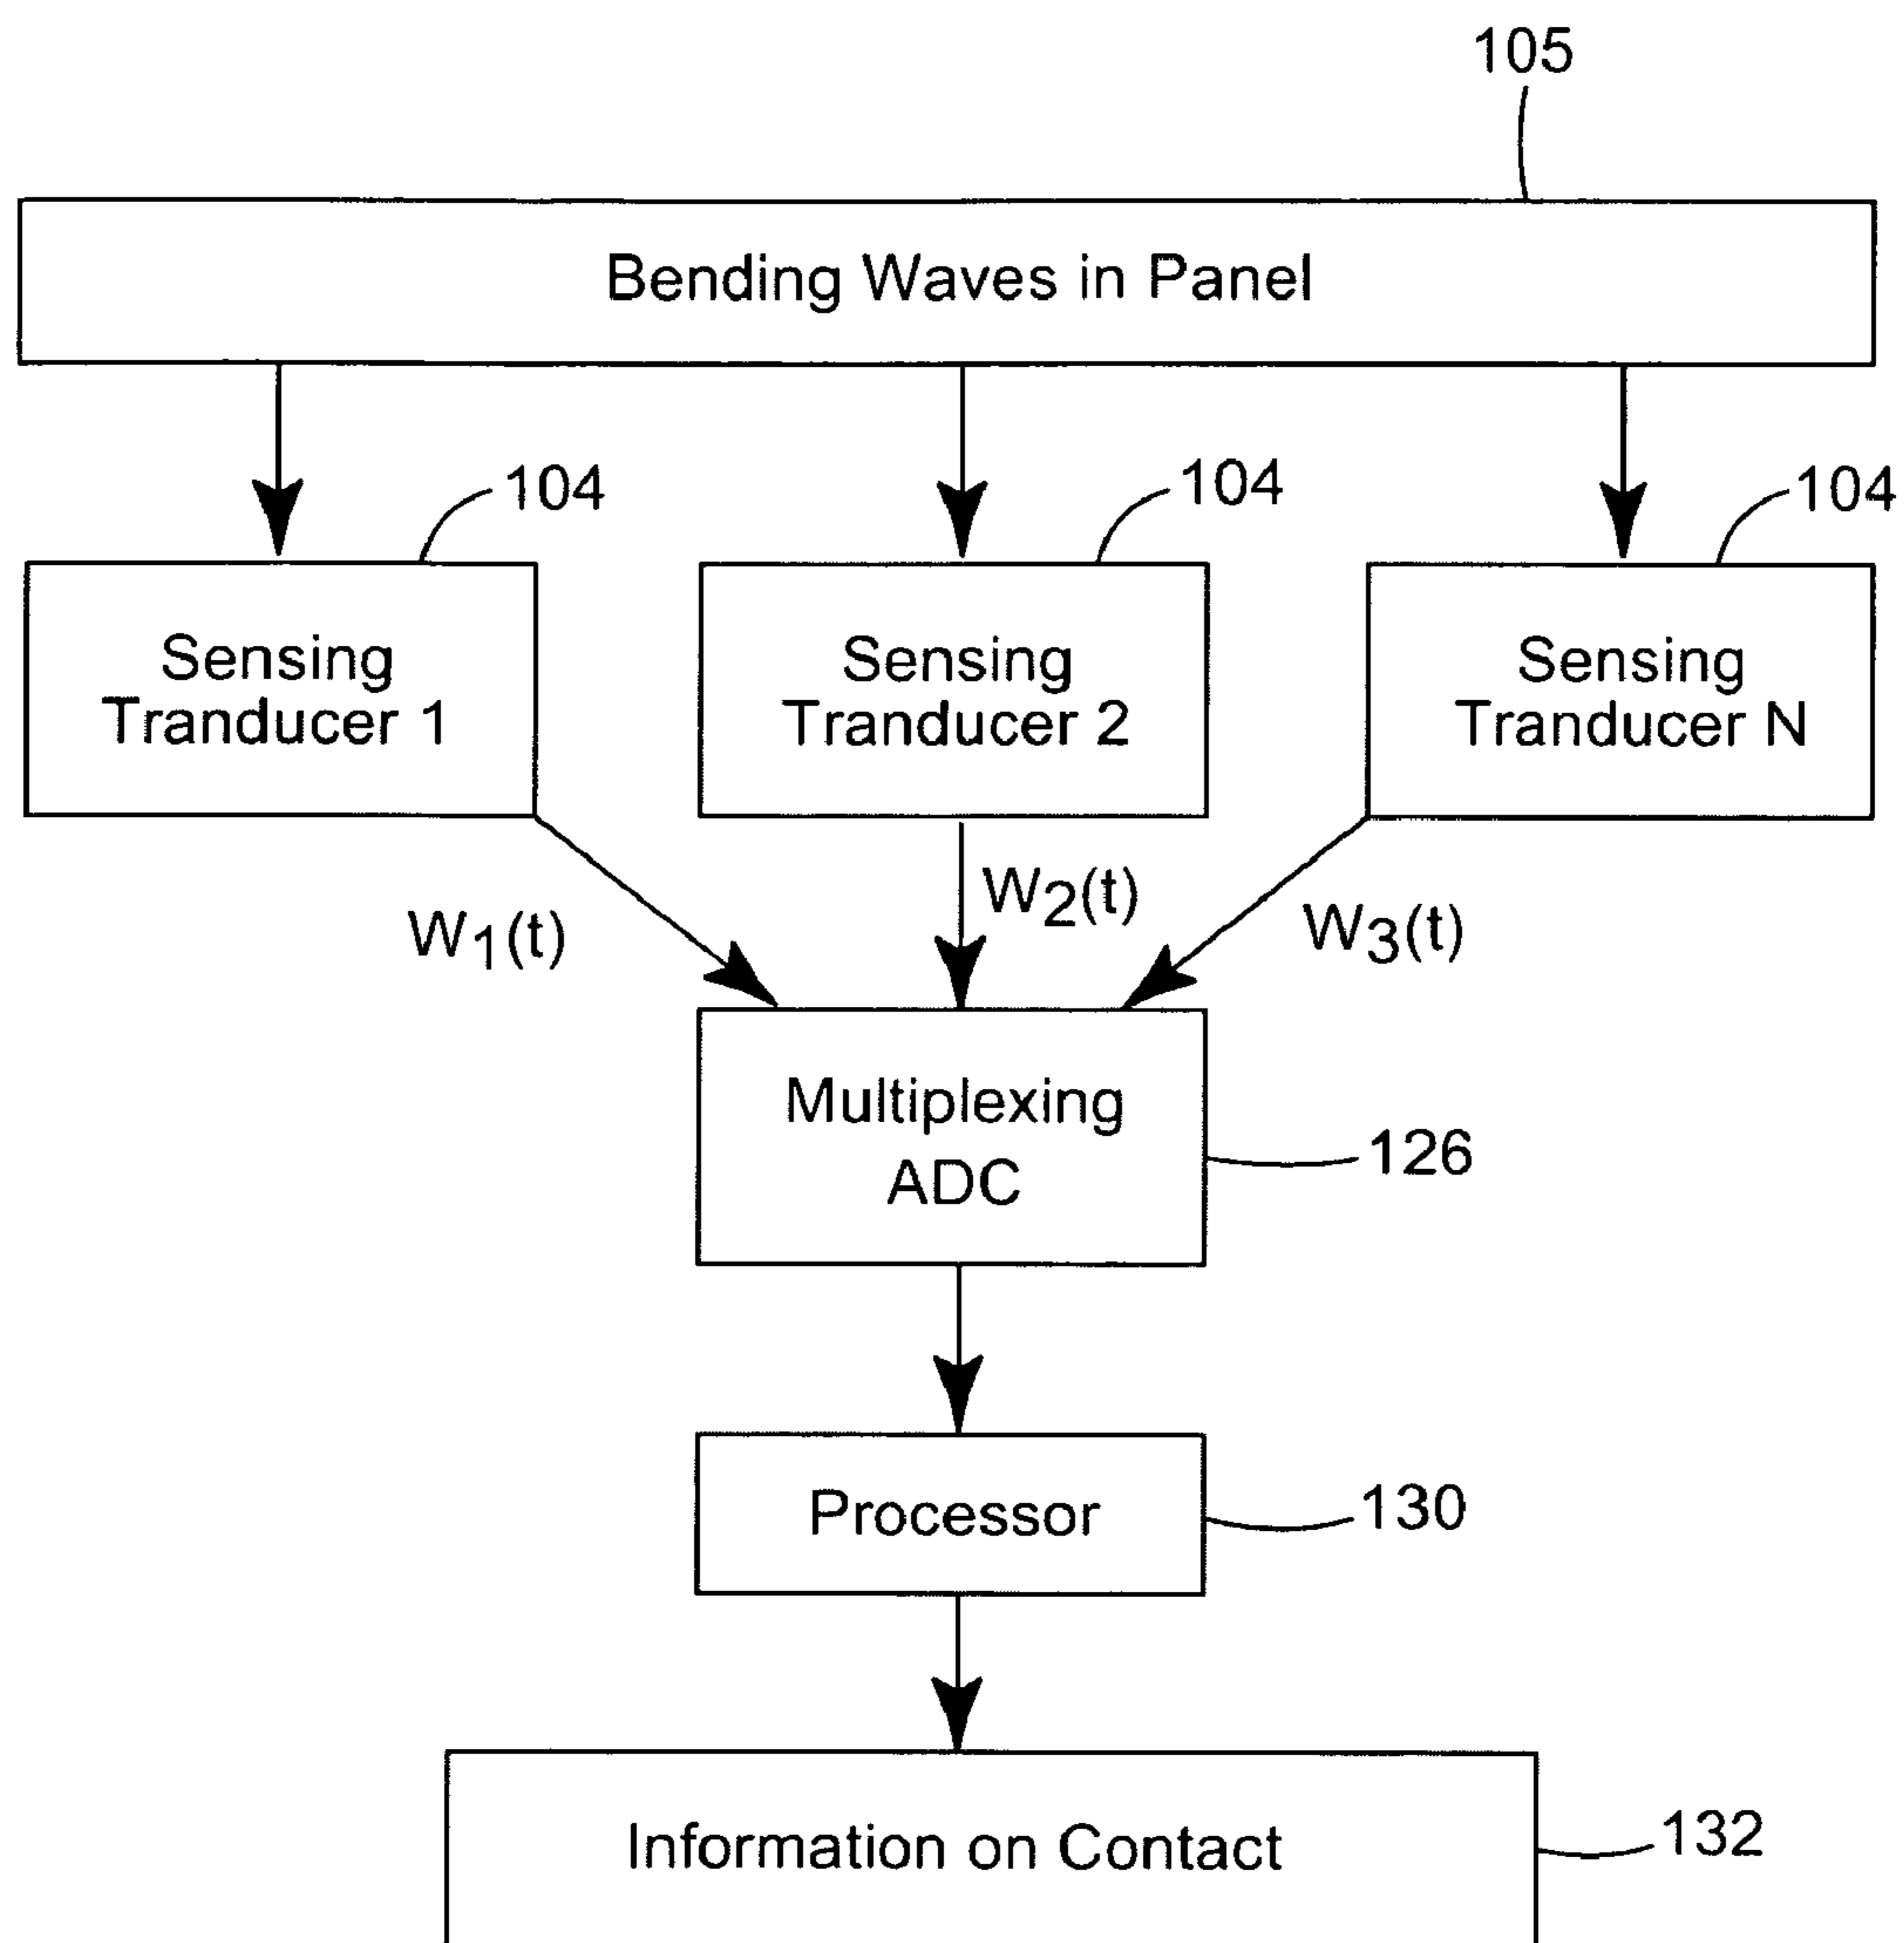 105
Bending Waves in Panel
104
104
104
Sensing
Tranducer 1
Sensing
Tranducer 2
Sensing
Tranducer N
W1(t)
W2(t)
W3(t)
Multiplexing
ADC
126
Processor
130
Information on Contact
132